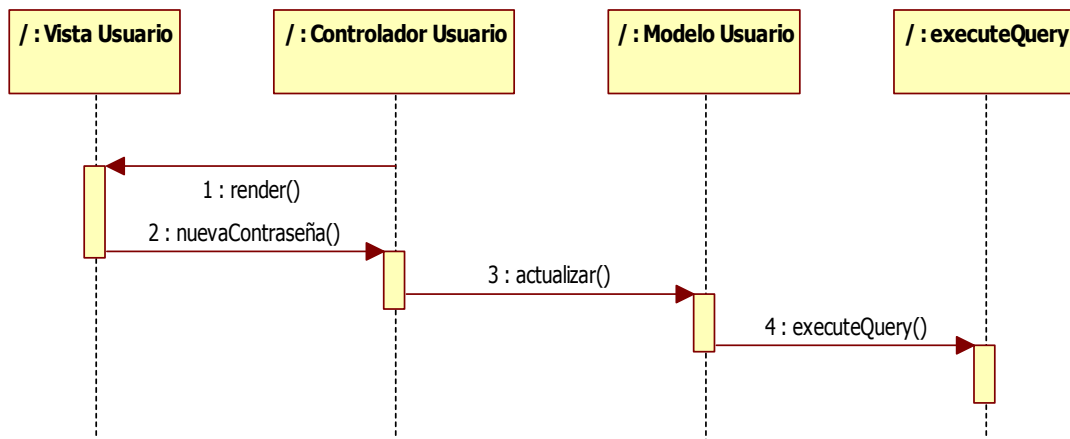 / : Vista Usuario
/ : Controlador Usuario
/ : Modelo Usuario
/ : executeQuery
1 : render()
2 : nuevaContraseña()
3 : actualizar()
4 : executeQuery()